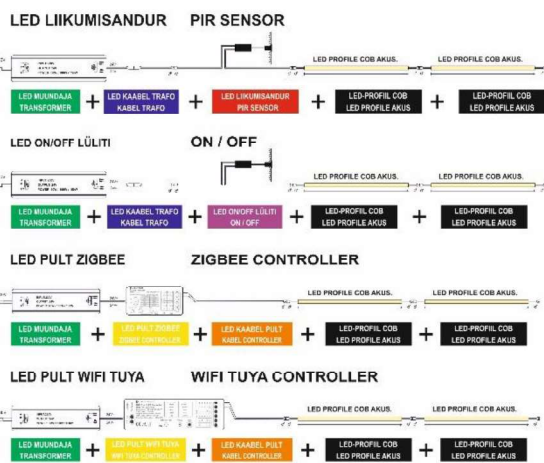 LED LIIKUMISANDUR PIR SENSOR
LED PROFILE COB AKUS. LED PROFILE COB AKUS.
LED MUUNDAJA TRANSFORMER + LED KAABEL TRAFO KABEL TRAFO + LED LIIKUMISANDUR PIR SENSOR + LED-PROFIIL COB LED PROFILE AKUS + LED-PROFIIL COB LED PROFILE AKUS
LED ON/OFF LÜLITI ON / OFF
LED PROFILE COB AKUS. LED PROFILE COB AKUS.
LED MUUNDAJA TRANSFORMER + LED KAABEL TRAFO KABEL TRAFO + LED ON/OFF LÜLITI ON / OFF + LED-PROFIIL COB LED PROFILE AKUS + LED-PROFIIL COB LED PROFILE AKUS
LED PULT ZIGBEE ZIGBEE CONTROLLER
LED PROFILE COB AKUS. LED PROFILE COB AKUS.
LED MUUNDAJA TRANSFORMER + LED PULT ZIGBEE ZIGBEE CONTROLLER + LED KAABEL PULT KABEL CONTROLLER + LED-PROFIIL COB LED PROFILE AKUS + LED-PROFIIL COB LED PROFILE AKUS
LED PULT WIFI TUYA WIFI TUYA CONTROLLER
LED PROFILE COB AKUS. LED PROFILE COB AKUS.
LED MUUNDAJA TRANSFORMER + LED PULT WIFI TUYA WIFI TUYA CONTROLLER + LED KAABEL PULT KABEL CONTROLLER + LED-PROFIIL COB LED PROFILE AKUS + LED-PROFIIL COB LED PROFILE AKUS